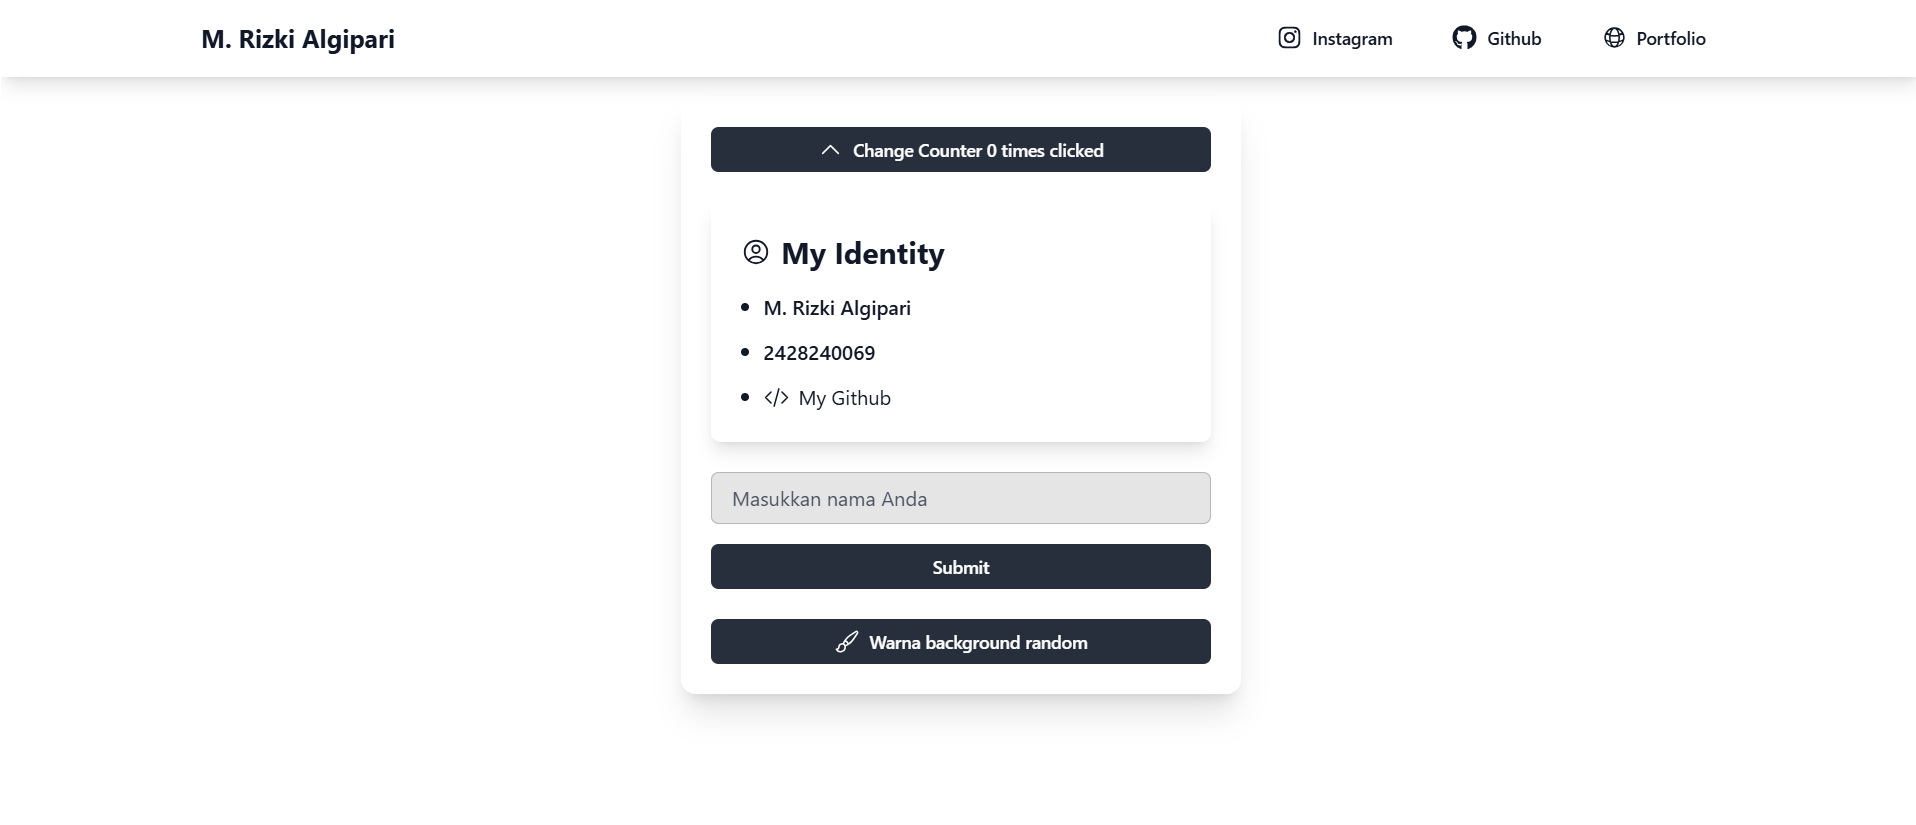 M. Rizki Algipari
Instagram
Github
Portfolio
Change Counter 0 times clicked
My Identity
M. Rizki Algipari
2428240069
My Github
Masukkan nama Anda
Submit
Warna background random